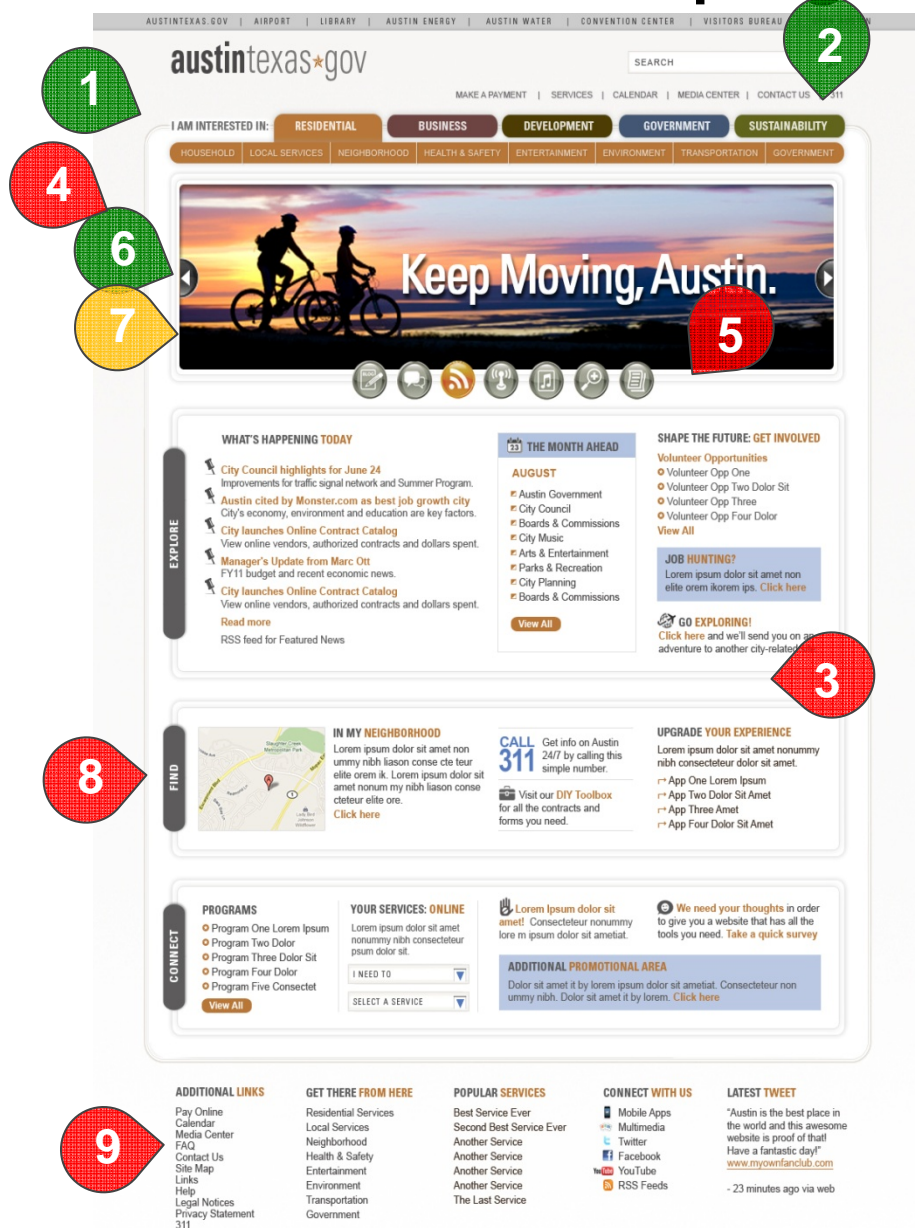 AUSTINTEXAS.GOV | AIRPORT | LIBRARY | AUSTIN ENERGY | AUSTIN WATER | CONVENTION CENTER | VISITORS BUREAU
austintexas*gov
SEARCH
MAKE A PAYMENT | SERVICES | CALENDAR | MEDIA CENTER | CONTACT US 311
1
2
I AM INTERESTED IN: RESIDENTIAL BUSINESS DEVELOPMENT GOVERNMENT SUSTAINABILITY
HOUSEHOLD LOCAL SERVICES NEIGHBORHOOD HEALTH & SAFETY ENTERTAINMENT ENVIRONMENT TRANSPORTATION GOVERNMENT
4
6
Keep Moving, Austin.
7
5
EXPLORE
WHAT'S HAPPENING TODAY
City Council highlights for June 24
Improvements for traffic signal network and Summer Program.
Austin cited by Monster.com as best job growth city
City's economy, environment and education are key factors.
City launches Online Contract Catalog
View online vendors, authorized contracts and dollars spent.
Manager's Update from Marc Ott
FY11 budget and recent economic news.
City launches Online Contract Catalog
View online vendors, authorized contracts and dollars spent.
Read more
RSS feed for Featured News
23 THE MONTH AHEAD
AUGUST
Austin Government
City Council
Boards & Commissions
City Music
Arts & Entertainment
Parks & Recreation
City Planning
Boards & Commissions
View All
SHAPE THE FUTURE: GET INVOLVED
Volunteer Opportunities
Volunteer Opp One
Volunteer Opp Two Dolor Sit
Volunteer Opp Three
Volunteer Opp Four Dolor
View All
JOB HUNTING?
Lorem ipsum dolor sit amet non
elite orem ikorem ips. Click here
GO EXPLORING!
Click here and we'll send you on an
adventure to another city-related
3
8
FIND
IN MY NEIGHBORHOOD
Lorem ipsum dolor sit amet non
ummy nibh liason conse cte teur
elite orem ik. Lorem ipsum dolor sit
amet nonum my nibh liason conse
cteteur elite ore.
Click here
CALL 311
Get info on Austin
24/7 by calling this
simple number.
Visit our DIY Toolbox
for all the contracts and
forms you need.
UPGRADE YOUR EXPERIENCE
Lorem ipsum dolor sit amet nonummy
nibh consecteteur dolor sit amet.
App One Lorem Ipsum
App Two Dolor Sit Amet
App Three Amet
App Four Dolor Sit Amet
CONNECT
PROGRAMS
Program One Lorem Ipsum
Program Two Dolor
Program Three Dolor Sit
Program Four Dolor
Program Five Consectet
View All
YOUR SERVICES: ONLINE
Lorem ipsum dolor sit amet
nonummy nibh consecteteur
psum dolor sit.
I NEED TO
SELECT A SERVICE
Lorem Ipsum dolor sit
amet! Consecteteur nonummy
lore m ipsum dolor sit ametiat.
We need your thoughts in order
to give you a website that has all the
tools you need. Take a quick survey
ADDITIONAL PROMOTIONAL AREA
Dolor sit amet it by lorem ipsum dolor sit ametiat. Consecteteur non
ummy nibh. Dolor sit amet it by lorem. Click here
9
ADDITIONAL LINKS
Pay Online
Calendar
Media Center
FAQ
Contact Us
Site Map
Links
Help
Legal Notices
Privacy Statement
311
GET THERE FROM HERE
Residential Services
Local Services
Neighborhood
Health & Safety
Entertainment
Environment
Transportation
Government
POPULAR SERVICES
Best Service Ever
Second Best Service Ever
Another Service
Another Service
Another Service
Another Service
The Last Service
CONNECT WITH US
Mobile Apps
Multimedia
Twitter
Facebook
YouTube
RSS Feeds
LATEST TWEET
"Austin is the best place in
the world and this awesome
website is proof of that!
Have a fantastic day!"
www.myownfanclub.com
- 23 minutes ago via web